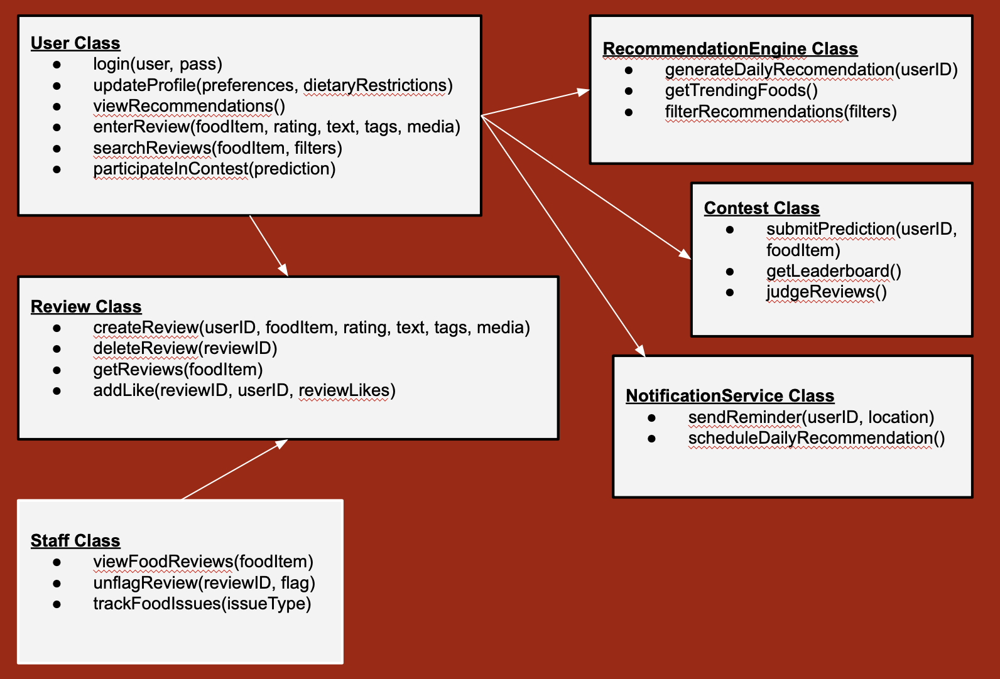 User Class
● login(user, pass)
● updateProfile(preferences, dietaryRestrictions)
● viewRecommendations()
● enterReview(foodItem, rating, text, tags, media)
● searchReviews(foodItem, filters)
● participateInContest(prediction)
RecommendationEngine Class
● generateDailyRecomendation(userID)
● getTrendingFoods()
● filterRecommendations(filters)
Contest Class
● submitPrediction(userID,
foodItem)
● getLeaderboard()
● judgeReviews()
Review Class
● createReview(userID, foodItem, rating, text, tags, media)
● deleteReview(reviewID)
● getReviews(foodItem)
● addLike(reviewID, userID, reviewLikes)
NotificationService Class
● sendReminder(userID, location)
● scheduleDailyRecommendation()
Staff Class
● viewFoodReviews(foodItem)
● unflagReview(reviewID, flag)
● trackFoodIssues(issueType)